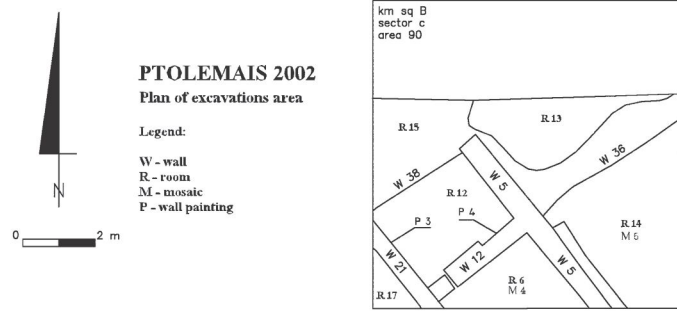 PTOLEMAIS 2002
Plan of excavations area
Legend:
W - wall
R - room
M - mosaic
P - wall painting
N
0 2 m
km sq B
sector c
area 90
R 15
R 13
W 38
W 5
W 36
R 12
P 3
P 4
R 14
M 6
W 21
W 12
W 5
R 6
M 4
R 17